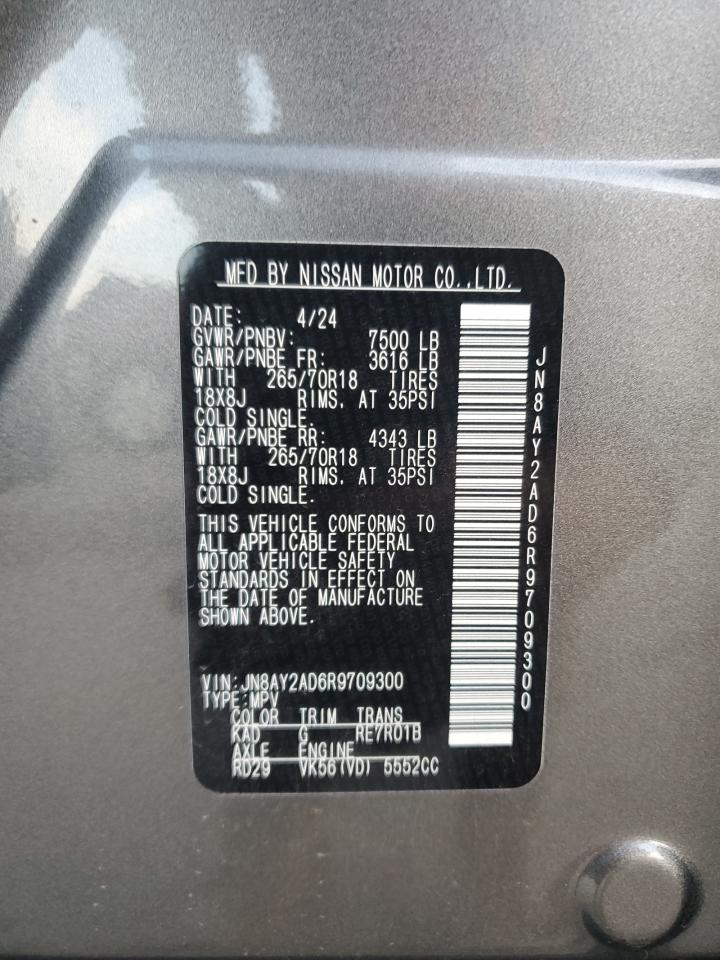 MFD BY NISSAN MOTOR CO.,LTD.
DATE: 4/24
GVWR/PNBV: 7500 LB
GAWR/PNBE FR: 3616 LB
WITH 265/70R18 TIRES
18X8J RIMS. AT 35PSI
COLD SINGLE.
GAWR/PNBE RR: 4343 LB
WITH 265/70R18 TIRES
18X8J RIMS. AT 35PSI
COLD SINGLE.
THIS VEHICLE CONFORMS TO
ALL APPLICABLE FEDERAL
MOTOR VEHICLE SAFETY
STANDARDS IN EFFECT ON
THE DATE OF MANUFACTURE
SHOWN ABOVE.
VIN:JN8AY2AD6R9709300
TYPE:MPV
COLOR TRIM TRANS
KAD G RE7R01B
AXLE ENGINE
RD29 VK56(VD) 5552CC
JN8AY2AD6R9709300